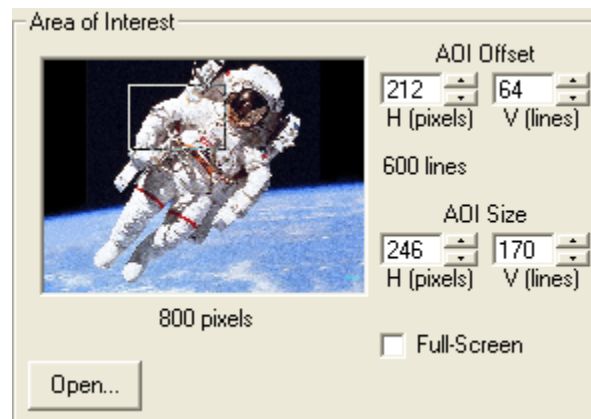 Area of Interest
AOI Offset
212 64
H (pixels) V (lines)
600 lines
AOI Size
246 170
H (pixels) V (lines)
800 pixels
Full-Screen
Open...